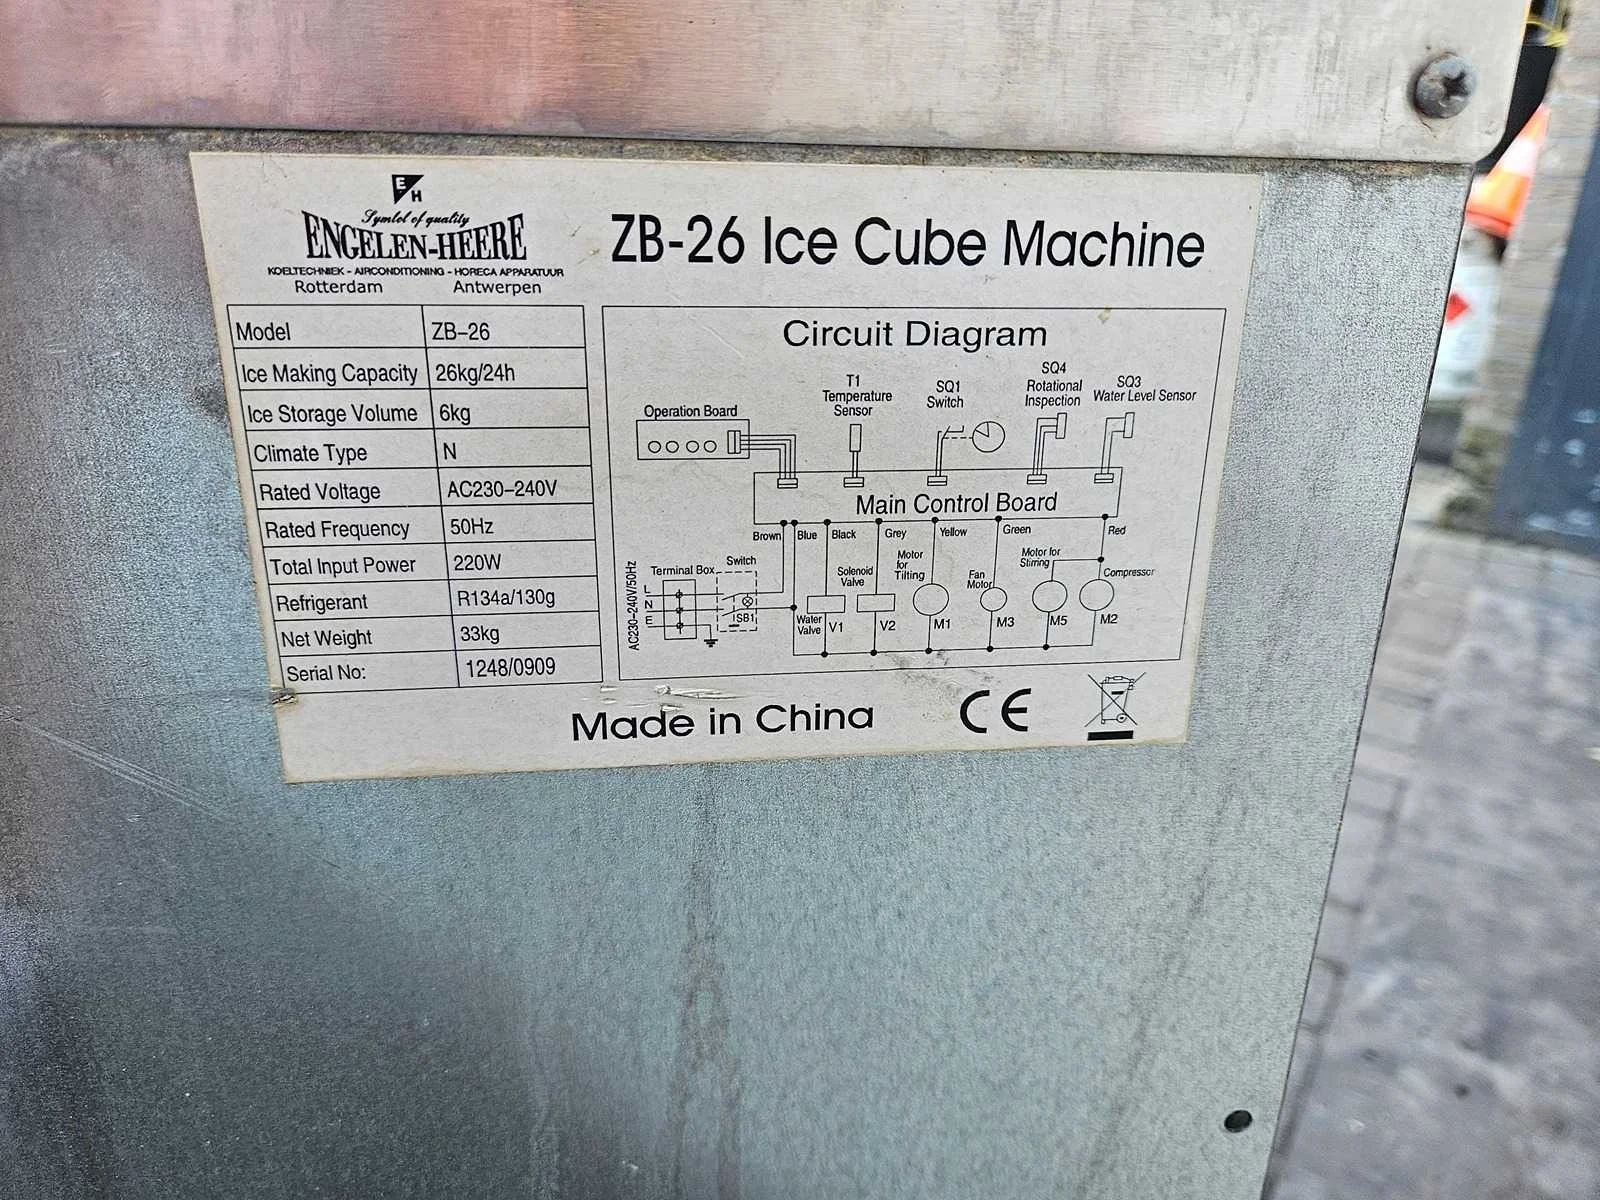 E
H
Symbol of quality
ENGELEN-HEERE
KOELTECHNIEK - AIRCONDITIONING - HORECA APPARATUUR
Rotterdam Antwerpen
ZB-26 Ice Cube Machine
Model ZB-26
Ice Making Capacity 26kg/24h
Ice Storage Volume 6kg
Climate Type N
Rated Voltage AC230-240V
Rated Frequency 50Hz
Total Input Power 220W
Refrigerant R134a/130g
Net Weight 33kg
Serial No: 1248/0909
Circuit Diagram
Operation Board
T1
Temperature
Sensor
SQ1
Switch
SQ4
Rotational
Inspection
SQ3
Water Level Sensor
Main Control Board
Brown Blue Black Grey Yellow Green Red
AC230-240V/50Hz
L
N
E
Terminal Box
Switch
SB1
Water
Valve
V1
Solenoid
Valve
V2
Motor
for
Tilting
M1
Fan
Motor
M3
Motor for
Stirring
M5
Compressor
M2
Made in China CE